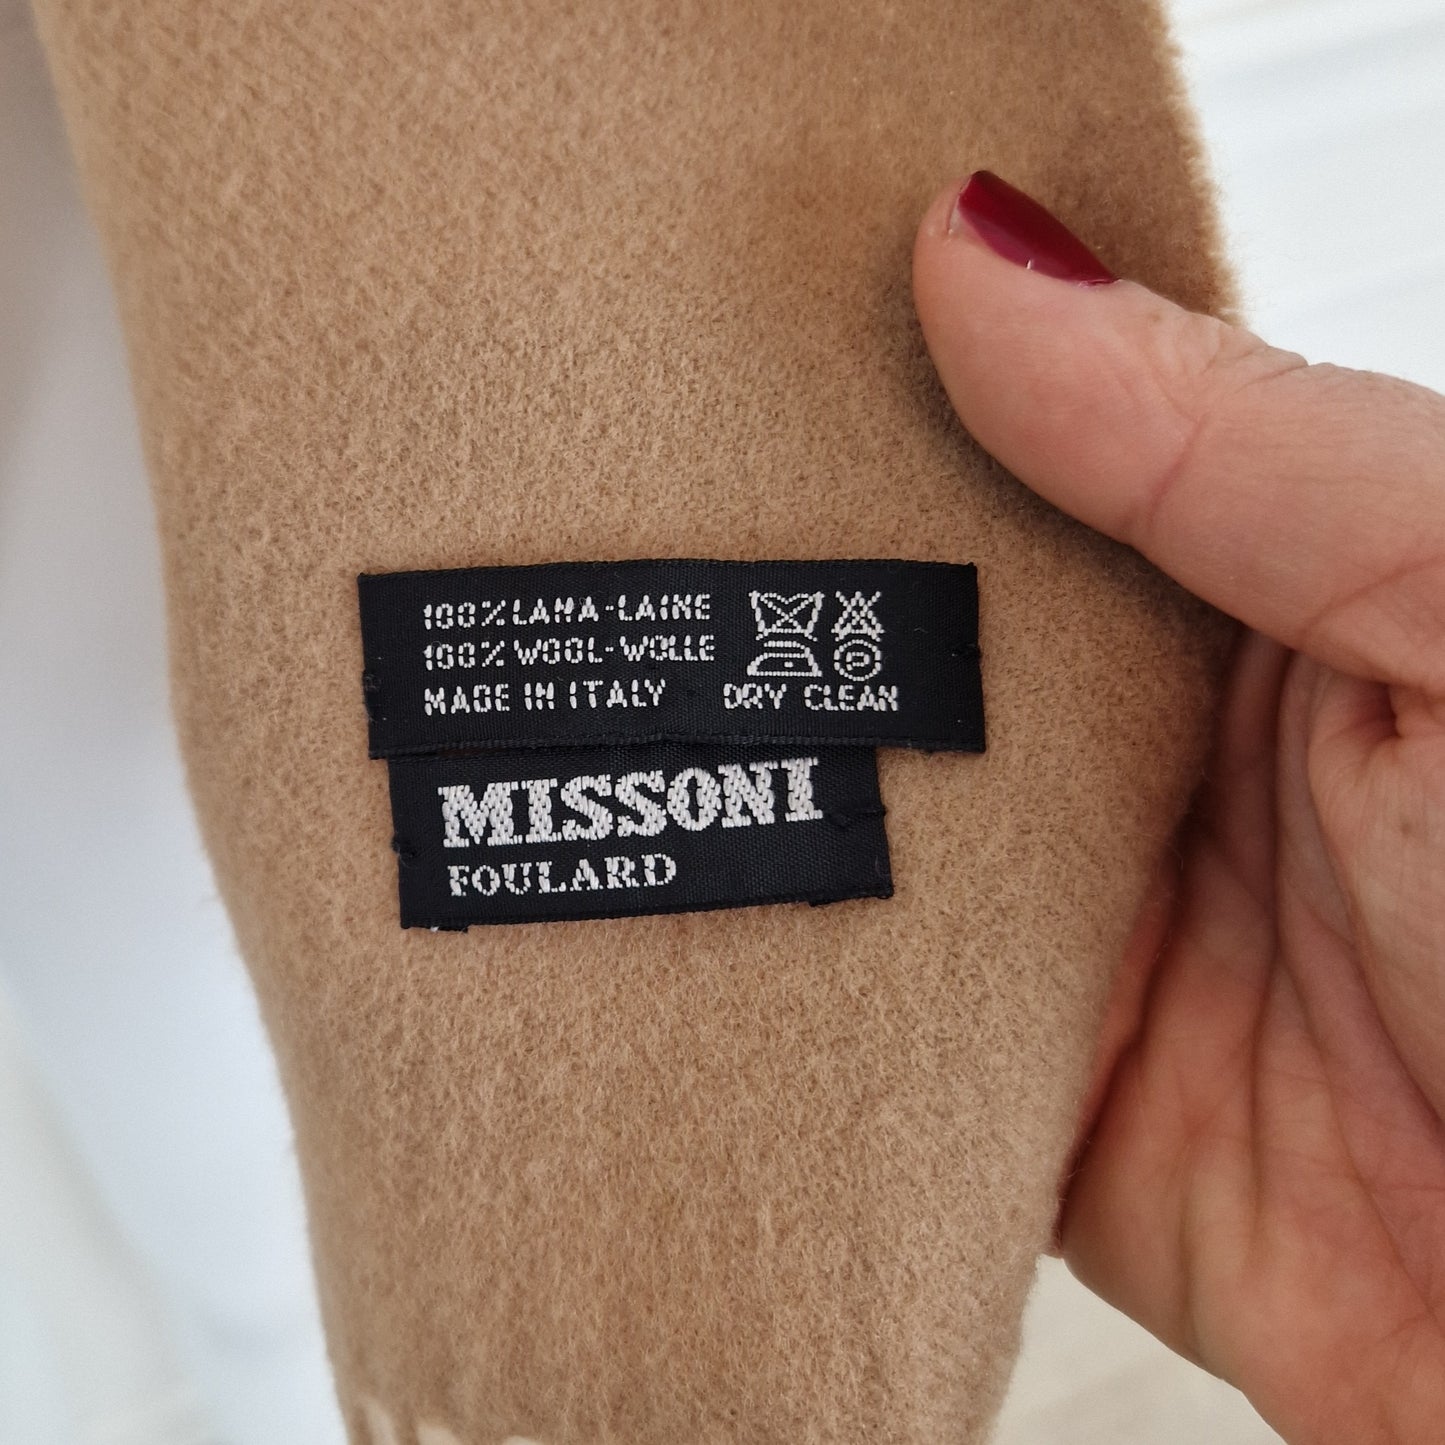 100% LANA-LAINE
100% WOOL-WOLLE
MADE IN ITALY
P
DRY CLEAN
MISSONI
FOULARD